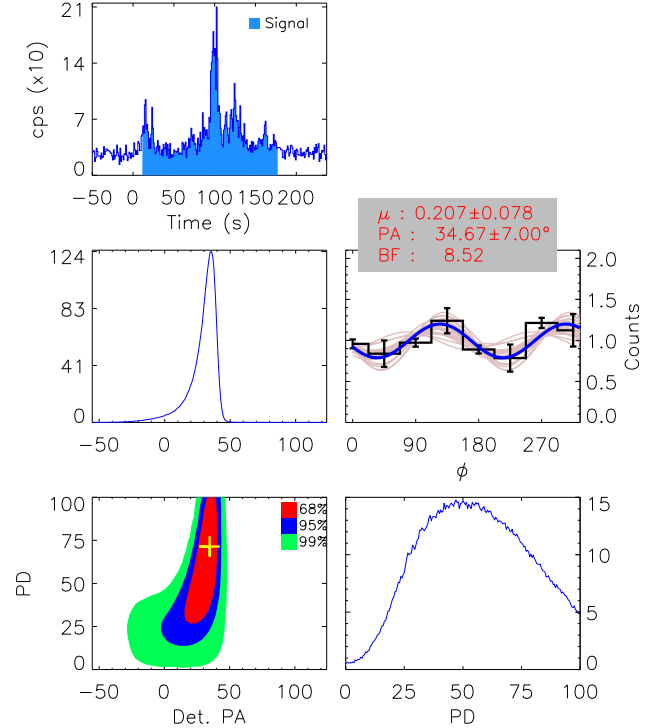 21
14
7
0
cps (x10)
Signal
−50 0 50 100 150 200
Time (s)
μ : 0.207±0.078
PA : 34.67±7.00°
BF : 8.52
124
83
41
0
−50 0 50 100
2.0
1.5
1.0
0.5
0.0
Counts
0 90 180 270
φ
100
75
50
25
0
PD
68%
95%
99%
−50 0 50 100
Det. PA
15
10
5
0
0 25 50 75 100
PD